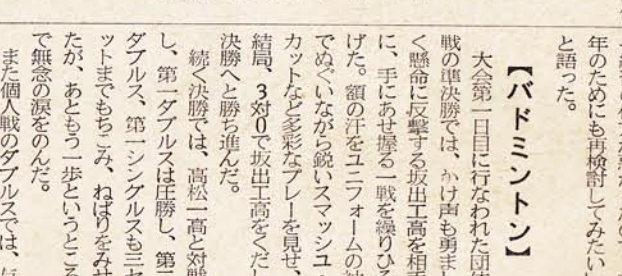 年のためにも再検討してみたい
と語った。
【バドミントン】
大会第一日目に行なわれた団体
戦の準決勝では、かけ声も勇まし
く懸命に反撃する坂出工高を相手
に、手にあせ握る一戦を繰りひろ
げた。額の汗をユニフォームの袖
でぬぐいながら鋭いスマッシュ
カットなど多彩なプレーを見せ、
結局、3対0で坂出工高をくだし
決勝へと勝ち進んだ。
続く決勝では、高松一高と対戦
し、第一ダブルスは圧勝し、第二
ダブルス、第一シングルスも三セ
ットまでもちこみ、ねばりをみせ
たが、あともう一歩というところ
で無念の涙をのんだ。
また個人戦のダブルスでは、